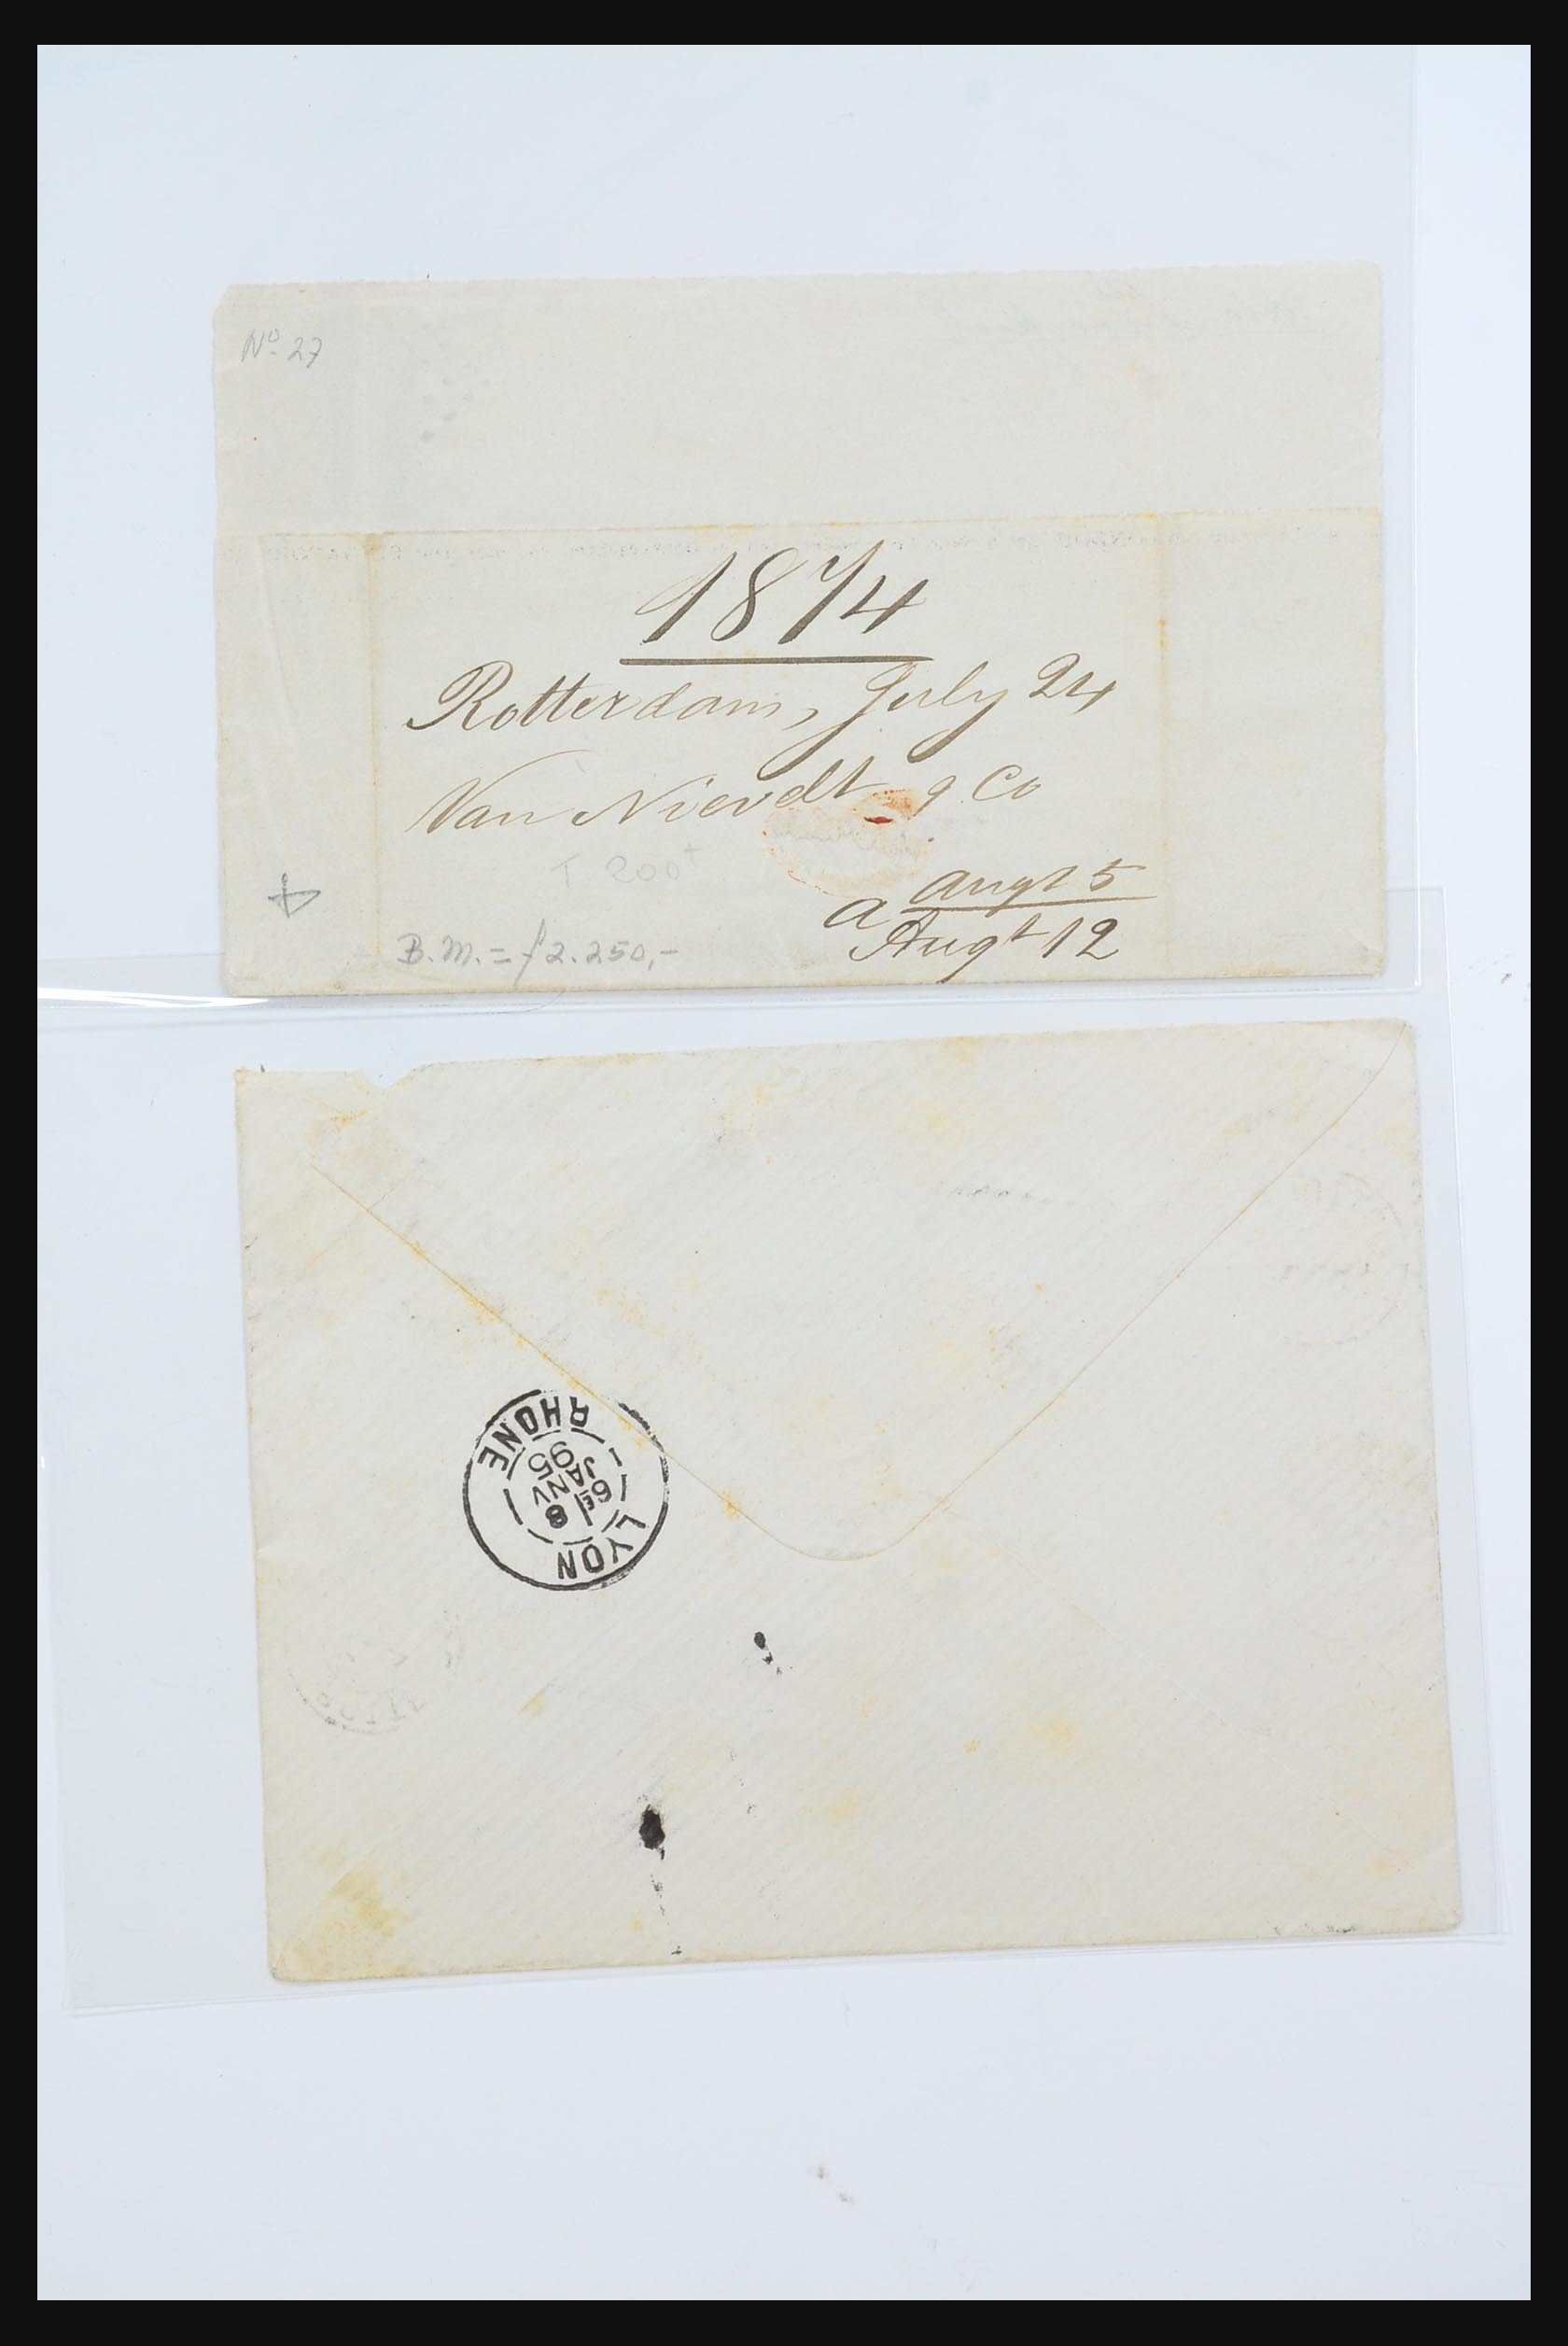 Nº 27
1874
Rotterdam, July 24
Van Nievelt & Co
T. 200+
a Augt 5
Augt 12
B.M. = f 2.250,-
LYON
6E 8
JANV
95
RHONE